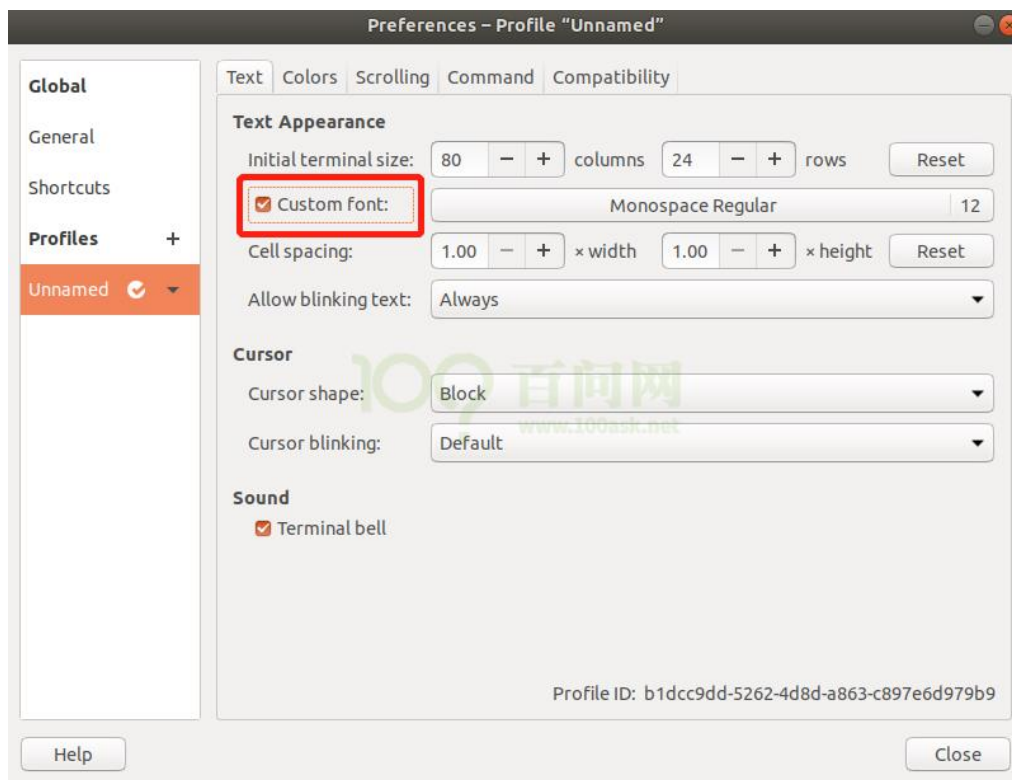 Preferences – Profile “Unnamed”
Global
General
Shortcuts
Profiles +
Unnamed
Text Colors Scrolling Command Compatibility
Text Appearance
Initial terminal size: 80 − + columns 24 − + rows Reset
Custom font: Monospace Regular 12
Cell spacing: 1.00 − + × width 1.00 − + × height Reset
Allow blinking text: Always
Cursor
Cursor shape: Block
Cursor blinking: Default
Sound
Terminal bell
100 百问网
www.100ask.net
Profile ID: b1dcc9dd-5262-4d8d-a863-c897e6d979b9
Help Close